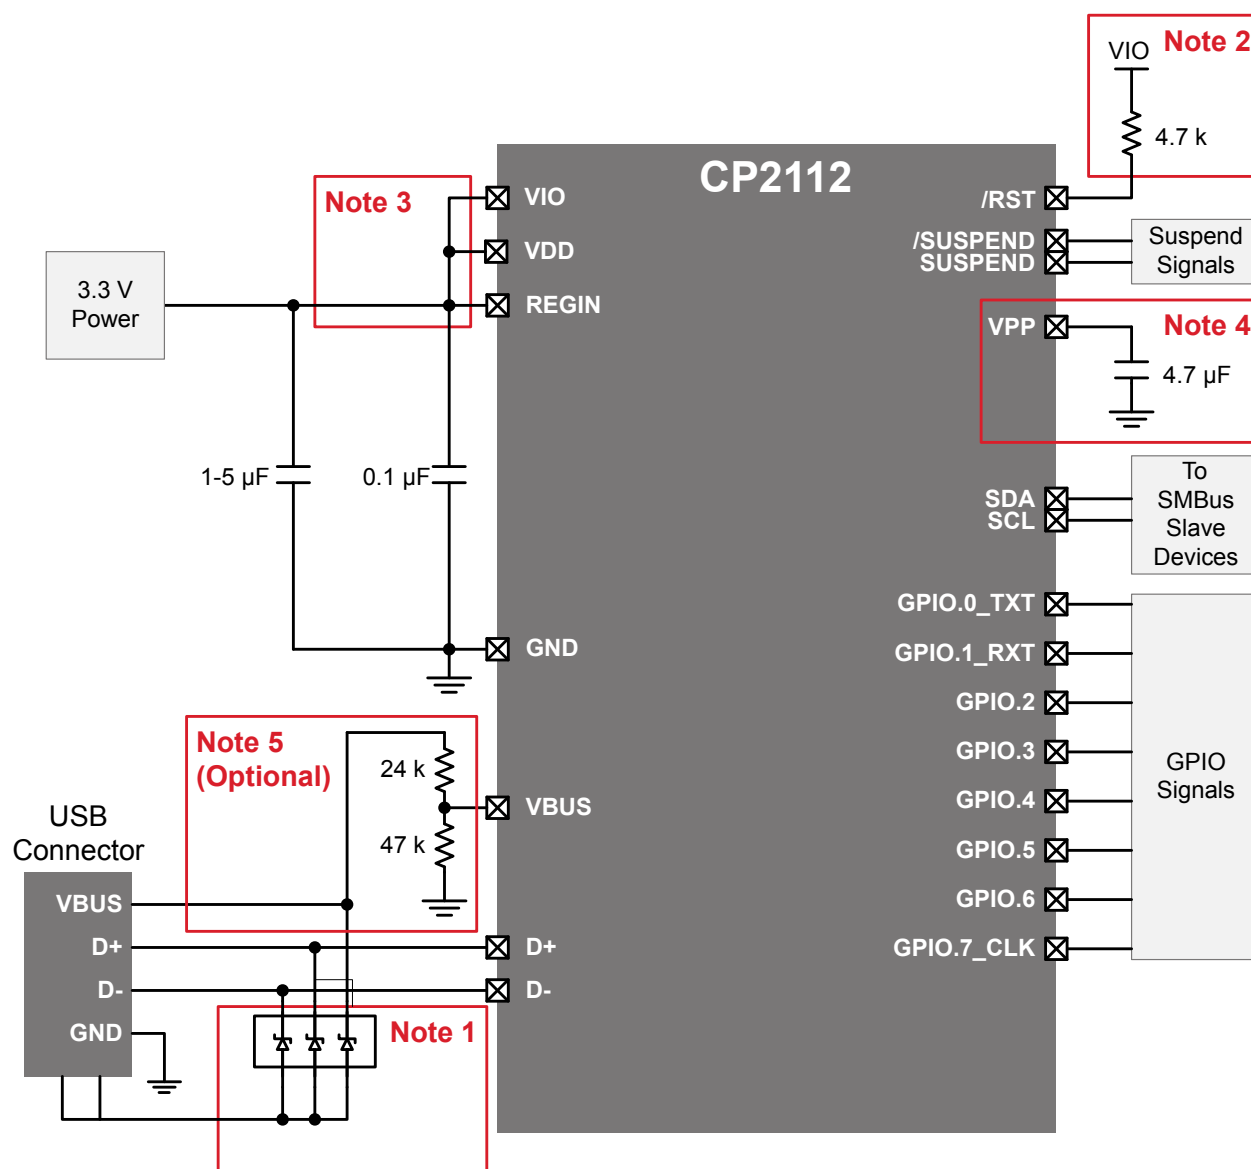 Note 2
VIO
4.7 k
CP2112
Note 3
VIO
/RST
VDD
/SUSPEND
SUSPEND
Suspend
Signals
3.3 V
Power
REGIN
VPP
Note 4
4.7 µF
1-5 µF
0.1 µF
SDA
SCL
To
SMBus
Slave
Devices
GPIO.0_TXT
GND
GPIO.1_RXT
GPIO.2
Note 5
(Optional)
24 k
GPIO.3
GPIO
Signals
VBUS
GPIO.4
47 k
GPIO.5
USB
Connector
VBUS
GPIO.6
D+
D+
GPIO.7_CLK
D-
D-
GND
Note 1